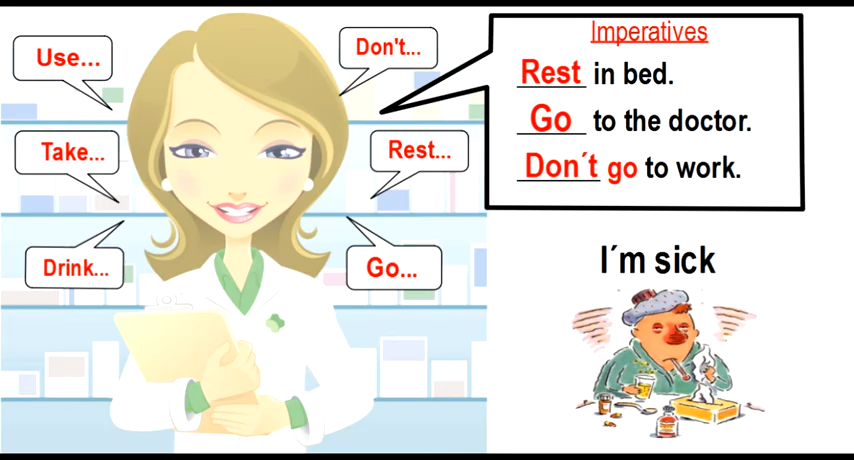 Use...
Don't...
Take...
Rest...
Drink...
Go...
Imperatives
Rest in bed.
Go to the doctor.
Don´t go to work.
I´m sick